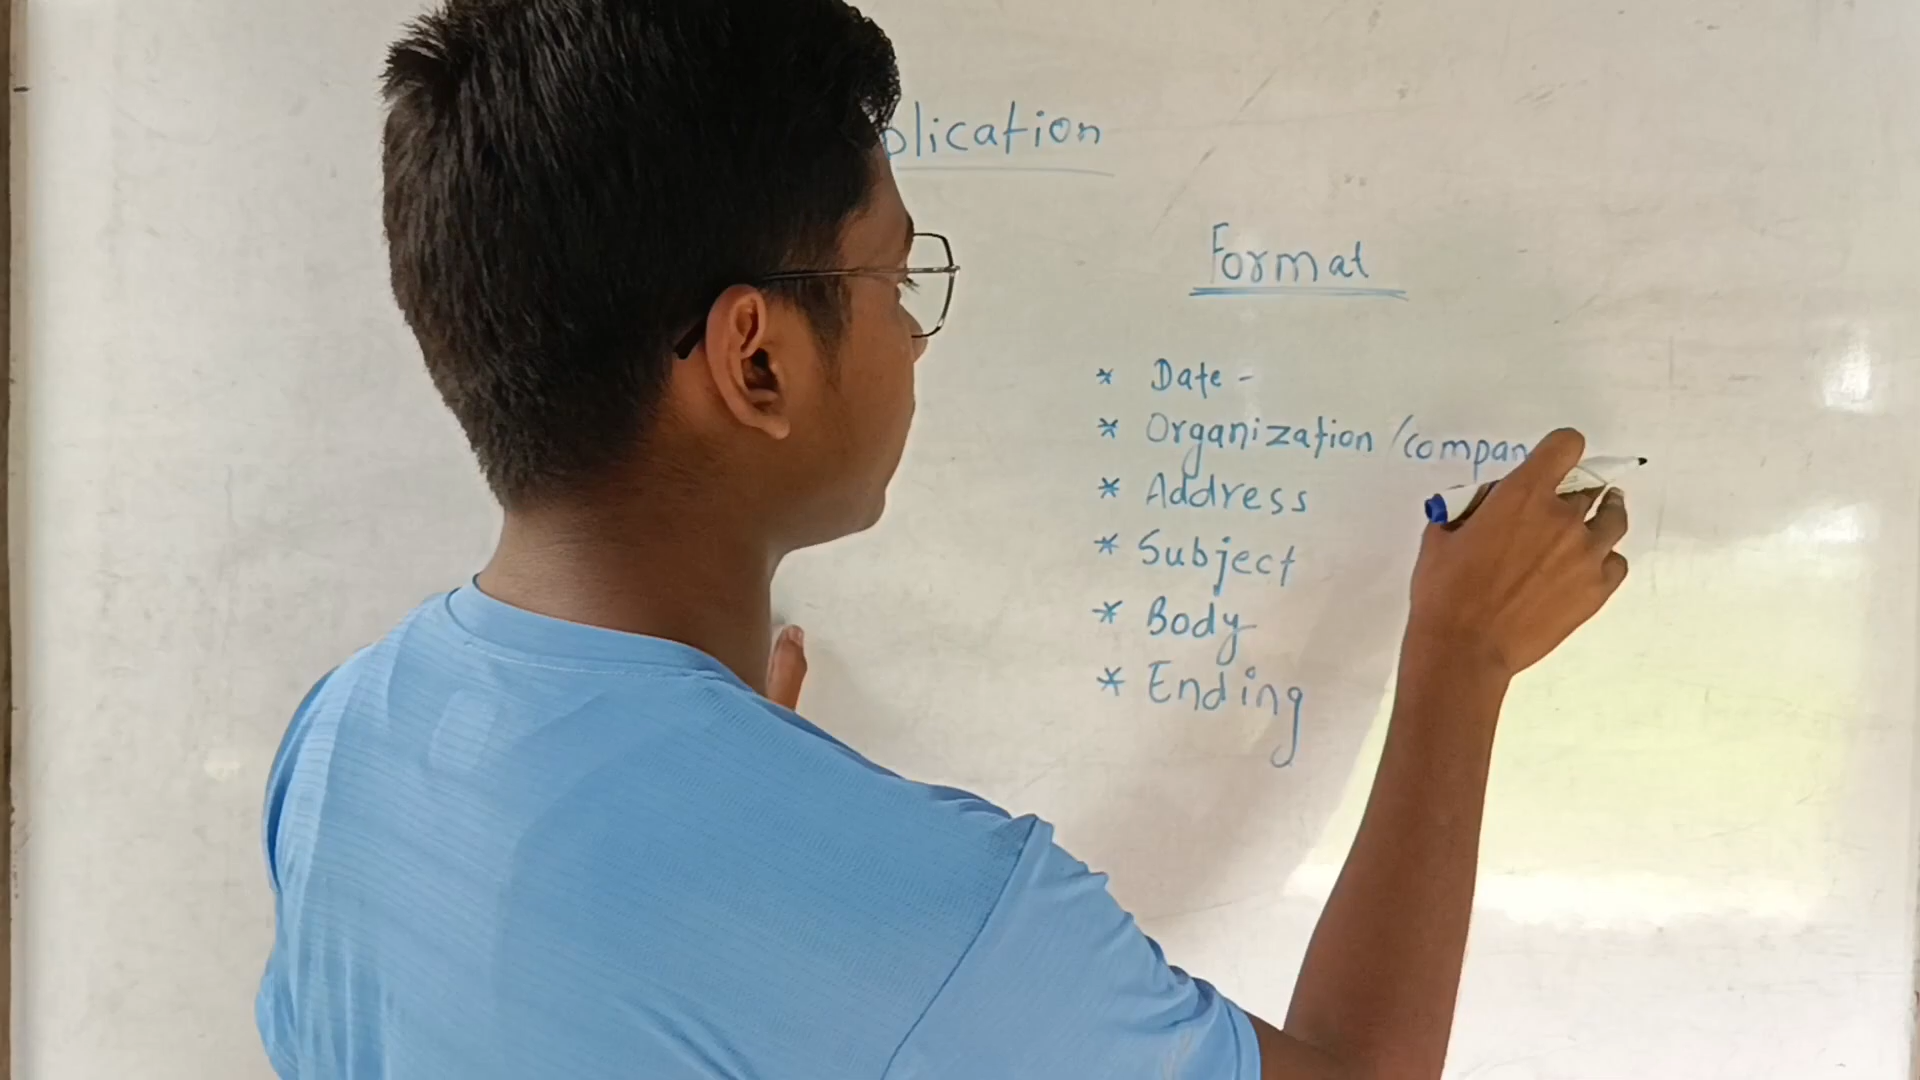 plication
Format
* Date -
* Organization /compan
* Address
* Subject
* Body
* Ending